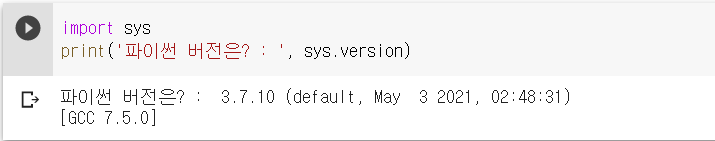 import sys
print('파이썬 버전은? : ', sys.version)
파이썬 버전은? :  3.7.10 (default, May  3 2021, 02:48:31)
[GCC 7.5.0]